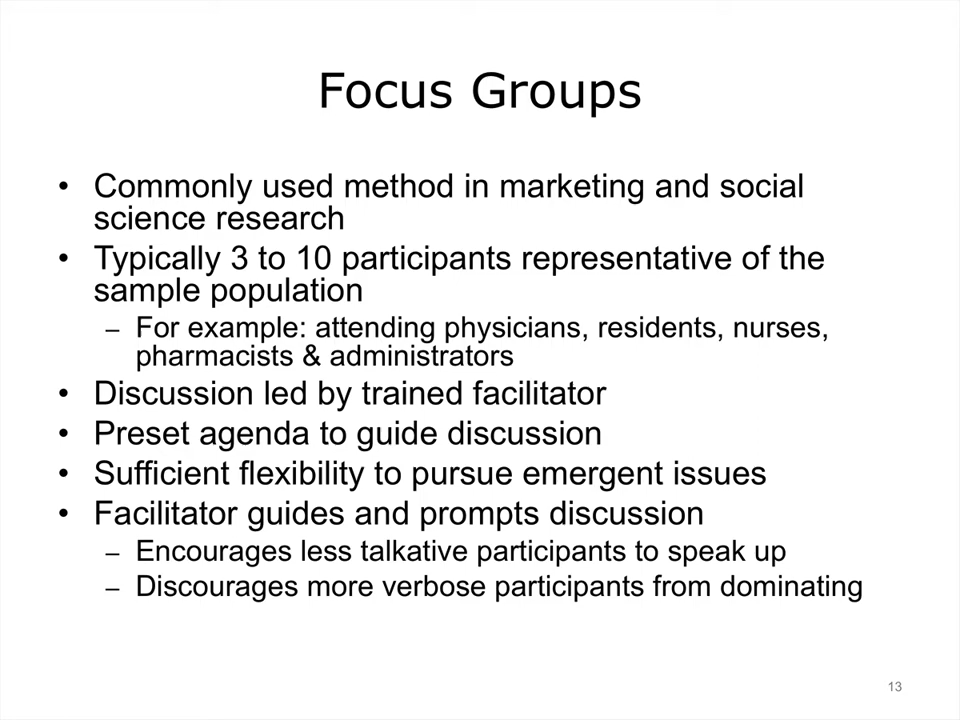 Focus Groups
• Commonly used method in marketing and social
science research
• Typically 3 to 10 participants representative of the
sample population
– For example: attending physicians, residents, nurses,
pharmacists & administrators
• Discussion led by trained facilitator
• Preset agenda to guide discussion
• Sufficient flexibility to pursue emergent issues
• Facilitator guides and prompts discussion
– Encourages less talkative participants to speak up
– Discourages more verbose participants from dominating
13